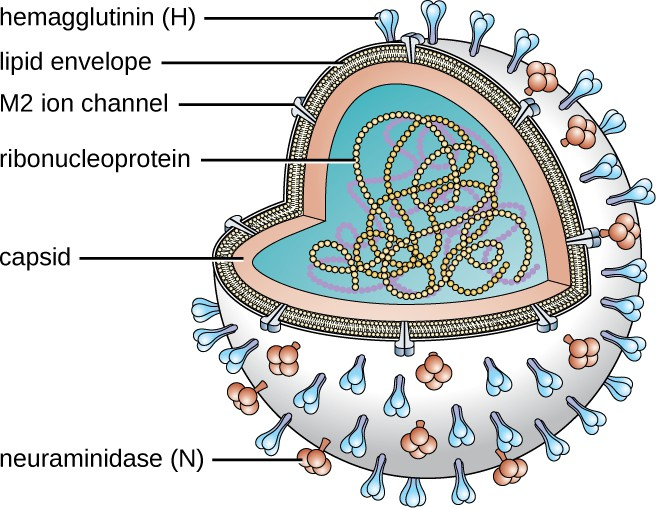 hemagglutinin (H)
lipid envelope
M2 ion channel
ribonucleoprotein
capsid
neuraminidase (N)